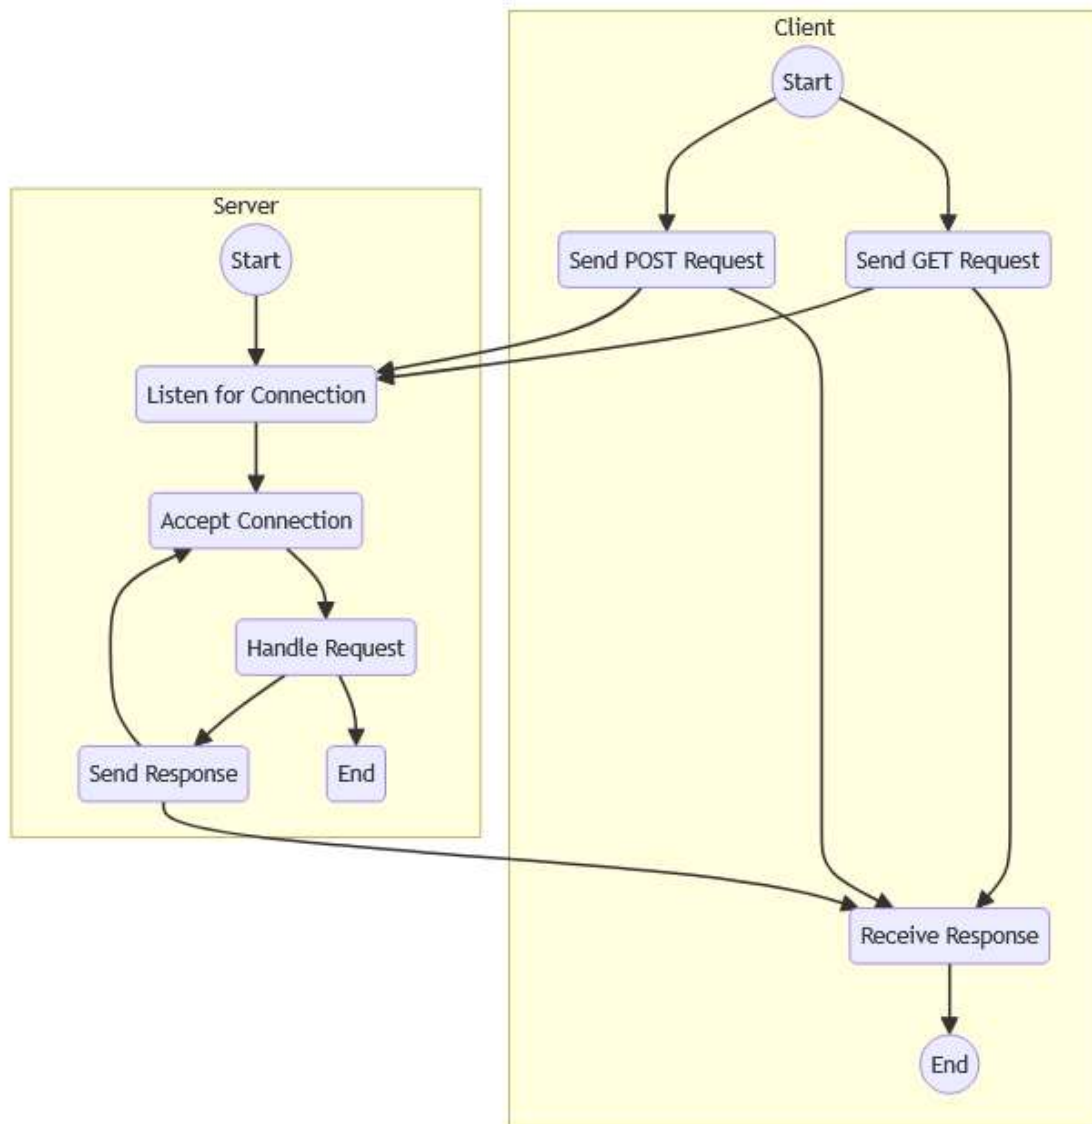 Client
Start
Send POST Request
Send GET Request
Server
Start
Listen for Connection
Accept Connection
Handle Request
Send Response
End
Receive Response
End